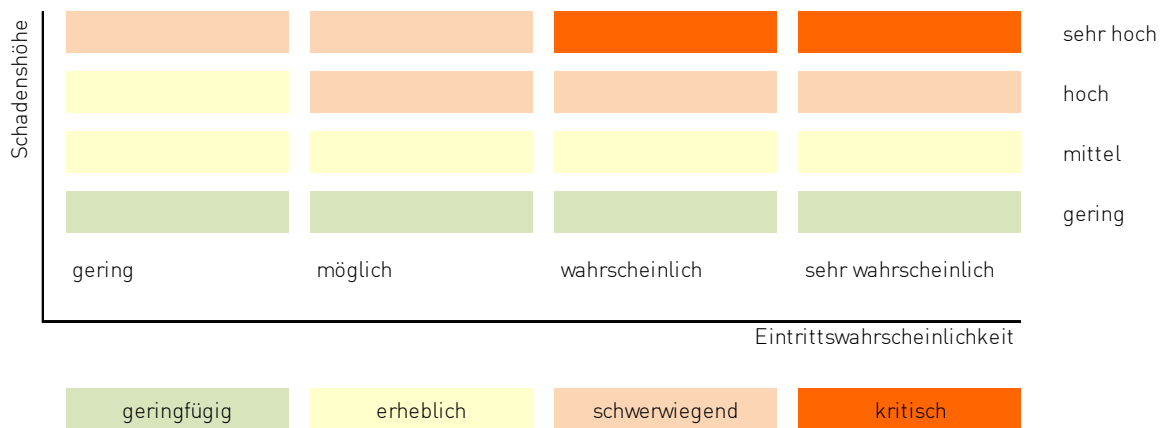 Schadenshöhe
sehr hoch
hoch
mittel
gering
gering möglich wahrscheinlich sehr wahrscheinlich
Eintrittswahrscheinlichkeit
geringfügig erheblich schwerwiegend kritisch